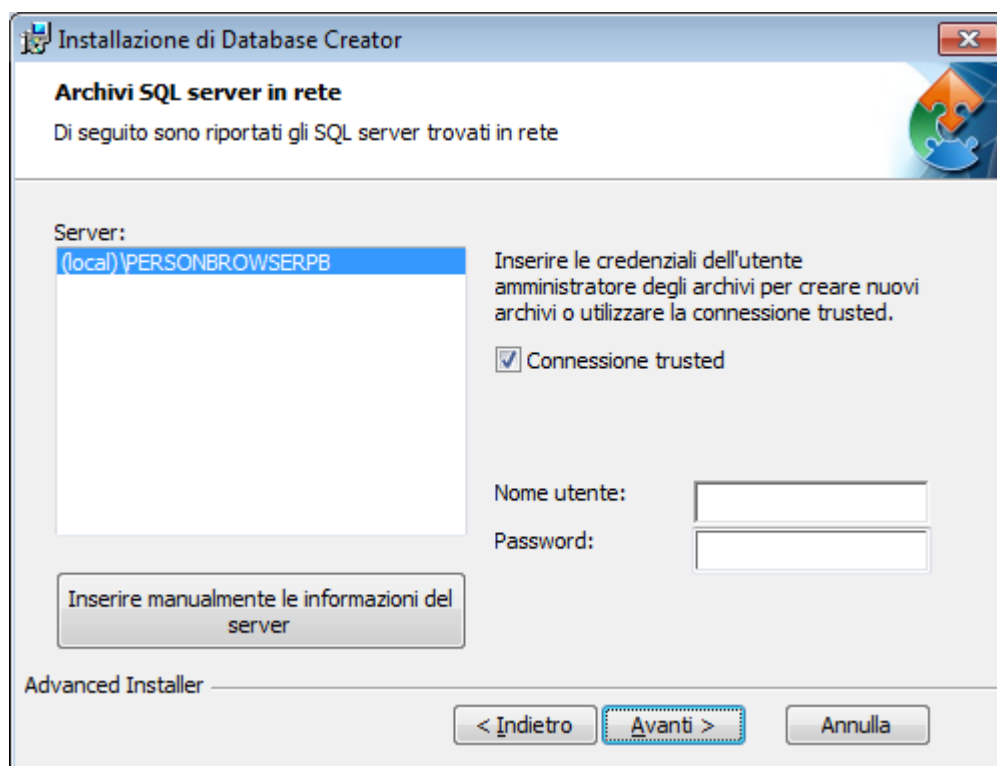 Installazione di Database Creator
Archivi SQL server in rete
Di seguito sono riportati gli SQL server trovati in rete
Server:
(local)\PERSONBROWSERPB
Inserire le credenziali dell'utente
amministratore degli archivi per creare nuovi
archivi o utilizzare la connessione trusted.
Connessione trusted
Nome utente:
Password:
Inserire manualmente le informazioni del
server
Advanced Installer
< Indietro
Avanti >
Annulla